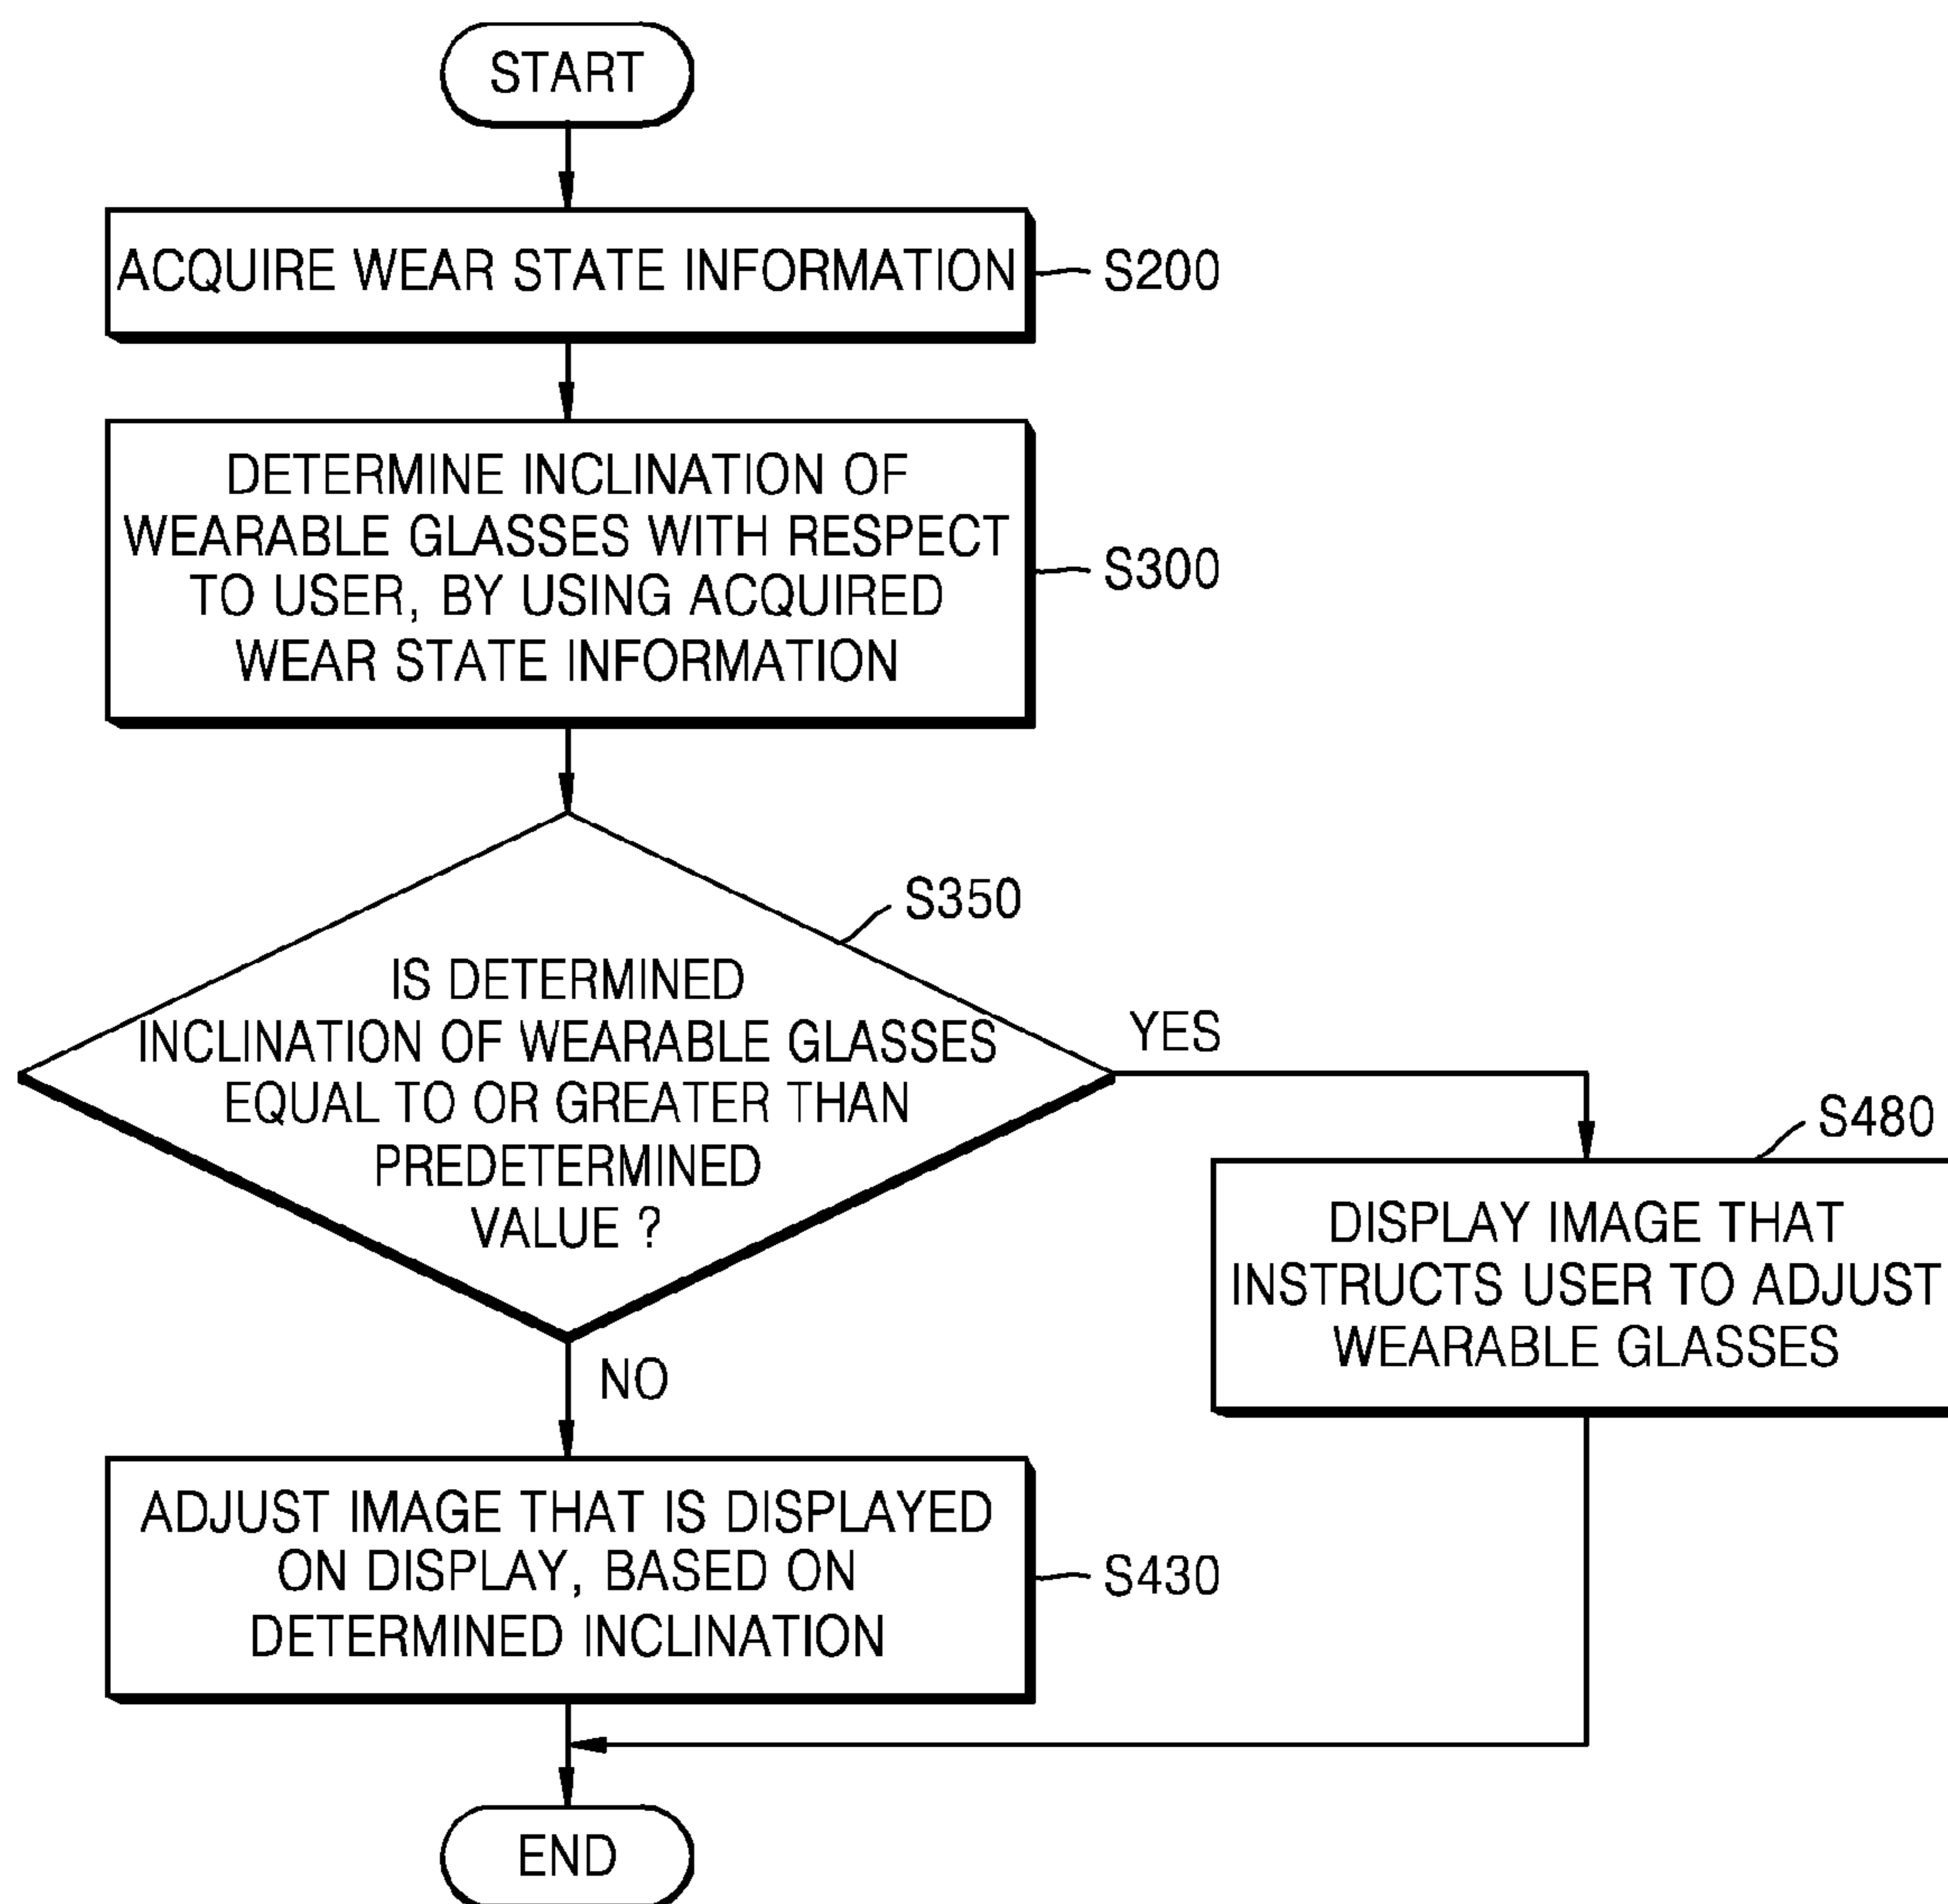 START
ACQUIRE WEAR STATE INFORMATION
S200
DETERMINE INCLINATION OF
WEARABLE GLASSES WITH RESPECT
TO USER, BY USING ACQUIRED
WEAR STATE INFORMATION
S300
S350
IS DETERMINED
INCLINATION OF WEARABLE GLASSES
EQUAL TO OR GREATER THAN
PREDETERMINED
VALUE ?
YES
S480
DISPLAY IMAGE THAT
INSTRUCTS USER TO ADJUST
WEARABLE GLASSES
NO
ADJUST IMAGE THAT IS DISPLAYED
ON DISPLAY, BASED ON
DETERMINED INCLINATION
S430
END